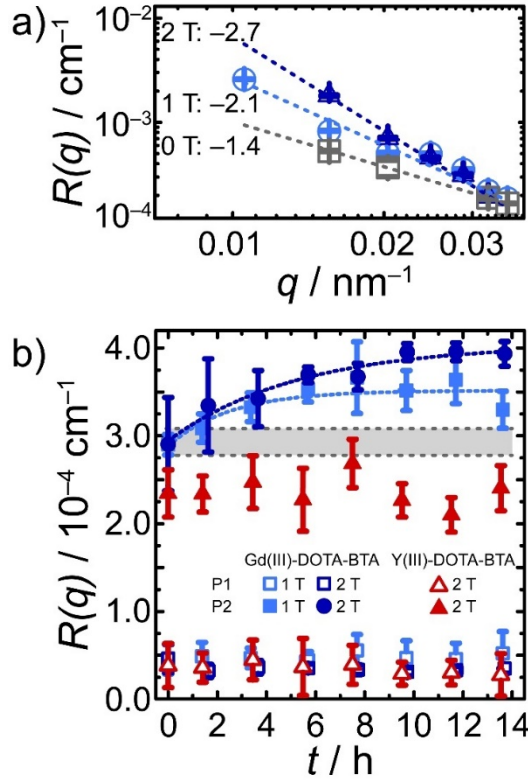 a)
10⁻²
2 T: −2.7
1 T: −2.1
10⁻³
0 T: −1.4
10⁻⁴
R(q) / cm⁻¹
0.01
0.02
0.03
q / nm⁻¹
b)
4.0
3.0
2.0
1.0
0.0
R(q) / 10⁻⁴ cm⁻¹
Gd(III)-DOTA-BTA Y(III)-DOTA-BTA
P1 1 T 2 T 2 T
P2 1 T 2 T 2 T
0 2 4 6 8 10 12 14
t / h